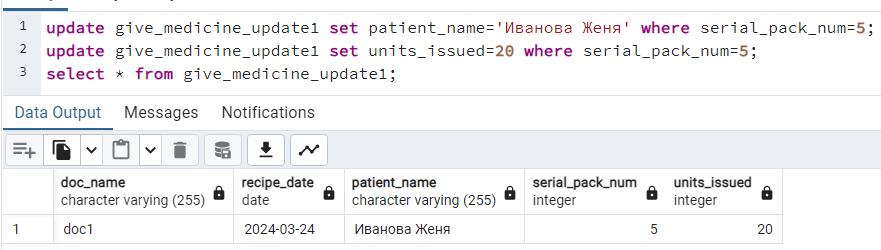 1 update give_medicine_update1 set patient_name='Иванова Женя' where serial_pack_num=5;
2 update give_medicine_update1 set units_issued=20 where serial_pack_num=5;
3 select * from give_medicine_update1;
Data Output Messages Notifications
doc_name recipe_date patient_name serial_pack_num units_issued
character varying (255) date character varying (255) integer integer
1 doc1 2024-03-24 Иванова Женя 5 20